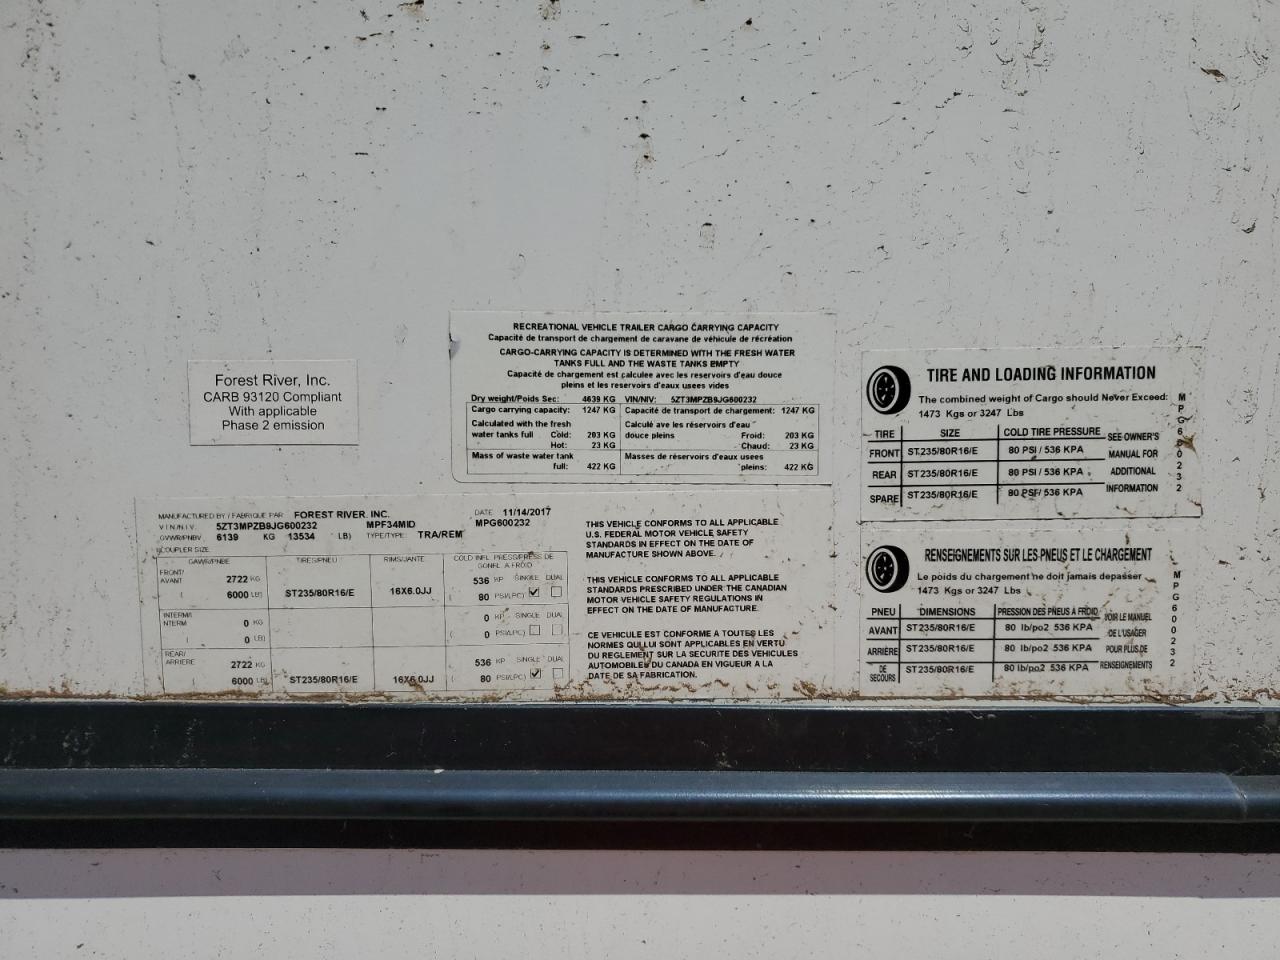 Forest River, Inc.
CARB 93120 Compliant
With applicable
Phase 2 emission
RECREATIONAL VEHICLE TRAILER CARGO CARRYING CAPACITY
Capacité de transport de chargement de caravane de véhicule de récréation
CARGO-CARRYING CAPACITY IS DETERMINED WITH THE FRESH WATER
TANKS FULL AND THE WASTE TANKS EMPTY
Capacité de chargement est calculee avec les reservoirs d'eau douce
pleins et les reservoirs d'eaux usees vides
Dry weight/Poids Sec: 4639 KG VIN/NIV: 5ZT3MPZB9JG600232
Cargo carrying capacity: 1247 KG Capacité de transport de chargement: 1247 KG
Calculated with the fresh Calculé ave les réservoirs d'eau
water tanks full Cold: 203 KG douce pleins Froid: 203 KG
Hot: 23 KG Chaud: 23 KG
Mass of waste water tank Masses de réservoirs d'eaux usees
full: 422 KG pleins: 422 KG
MANUFACTURED BY / FABRIQUE PAR FOREST RIVER. INC. DATE 11/14/2017
VIN/N.I.V. 5ZT3MPZB9JG600232 MPF34MID MPG600232
GVWR/PNBV 6139 KG 13534 LB) TYPE/TYPE: TRA/REM
COUPLER SIZE
GAWR/PNBE TIRES/PNEU RIMS/JANTE COLD INFL PRESS/PRESS DE
GONFL A FROID
FRONT/
AVANT 2722 KG 536 KP SINGLE DUAL
( 6000 LB) ST235/80R16/E 16X6.0JJ ( 80 PSI/LPC)
INTERM/
NTERM 0 KG 0 KP SINGLE DUAL
( 0 LB) ( 0 PSI/LPC)
REAR/
ARRIERE 2722 KG 536 KP SINGLE DUAL
( 6000 LB) ST235/80R16/E 16X6.0JJ ( 80 PSI/LPC)
THIS VEHICLE CONFORMS TO ALL APPLICABLE
U.S. FEDERAL MOTOR VEHICLE SAFETY
STANDARDS IN EFFECT ON THE DATE OF
MANUFACTURE SHOWN ABOVE.
THIS VEHICLE CONFORMS TO ALL APPLICABLE
STANDARDS PRESCRIBED UNDER THE CANADIAN
MOTOR VEHICLE SAFETY REGULATIONS IN
EFFECT ON THE DATE OF MANUFACTURE.
CE VEHICULE EST CONFORME A TOUTES LES
NORMES QUI LUI SONT APPLICABLES EN VERTU
DU REGLEMENT SUR LA SECURITE DES VEHICULES
AUTOMOBILES DU CANADA EN VIGUEUR A LA
DATE DE SA FABRICATION.
TIRE AND LOADING INFORMATION
The combined weight of Cargo should Never Exceed:
1473 Kgs or 3247 Lbs
TIRE SIZE COLD TIRE PRESSURE SEE OWNER'S
FRONT ST235/80R16/E 80 PSI / 536 KPA MANUAL FOR
REAR ST235/80R16/E 80 PSI / 536 KPA ADDITIONAL
SPARE ST235/80R16/E 80 PSI/ 536 KPA INFORMATION
MPG600232
RENSEIGNEMENTS SUR LES PNEUS ET LE CHARGEMENT
Le poids du chargement ne doit jamais depasser
1473 Kgs or 3247 Lbs
PNEU DIMENSIONS PRESSION DES PNEUS A FROID VOIR LE MANUEL
AVANT ST235/80R16/E 80 lb/po2 536 KPA DE L'USAGER
ARRIÈRE ST235/80R16/E 80 lb/po2 536 KPA POUR PLUS DE
DE SECOURS ST235/80R16/E 80 lb/po2 536 KPA RENSEIGNEMENTS
MPG600232